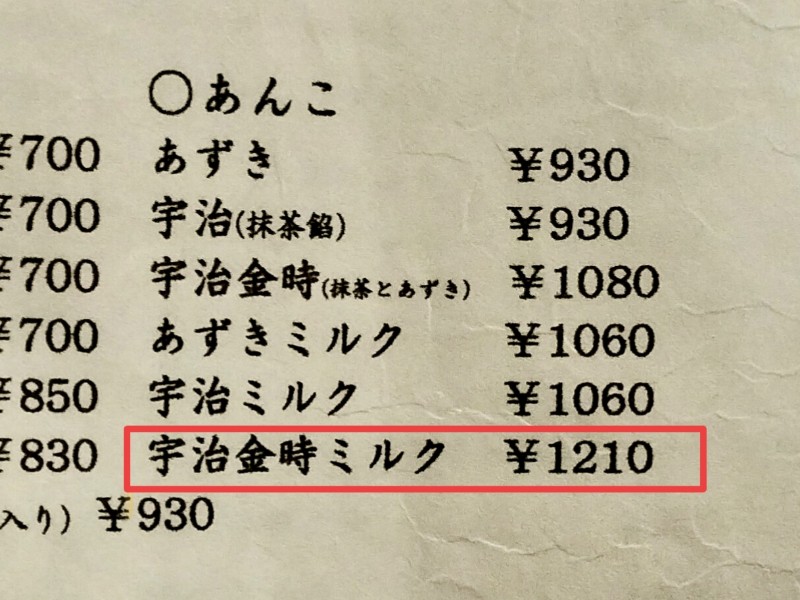 〇あんこ
¥700 あずき ¥930
¥700 宇治(抹茶餡) ¥930
¥700 宇治金時(抹茶とあずき) ¥1080
¥700 あずきミルク ¥1060
¥850 宇治ミルク ¥1060
¥830 宇治金時ミルク ¥1210
入り) ¥930